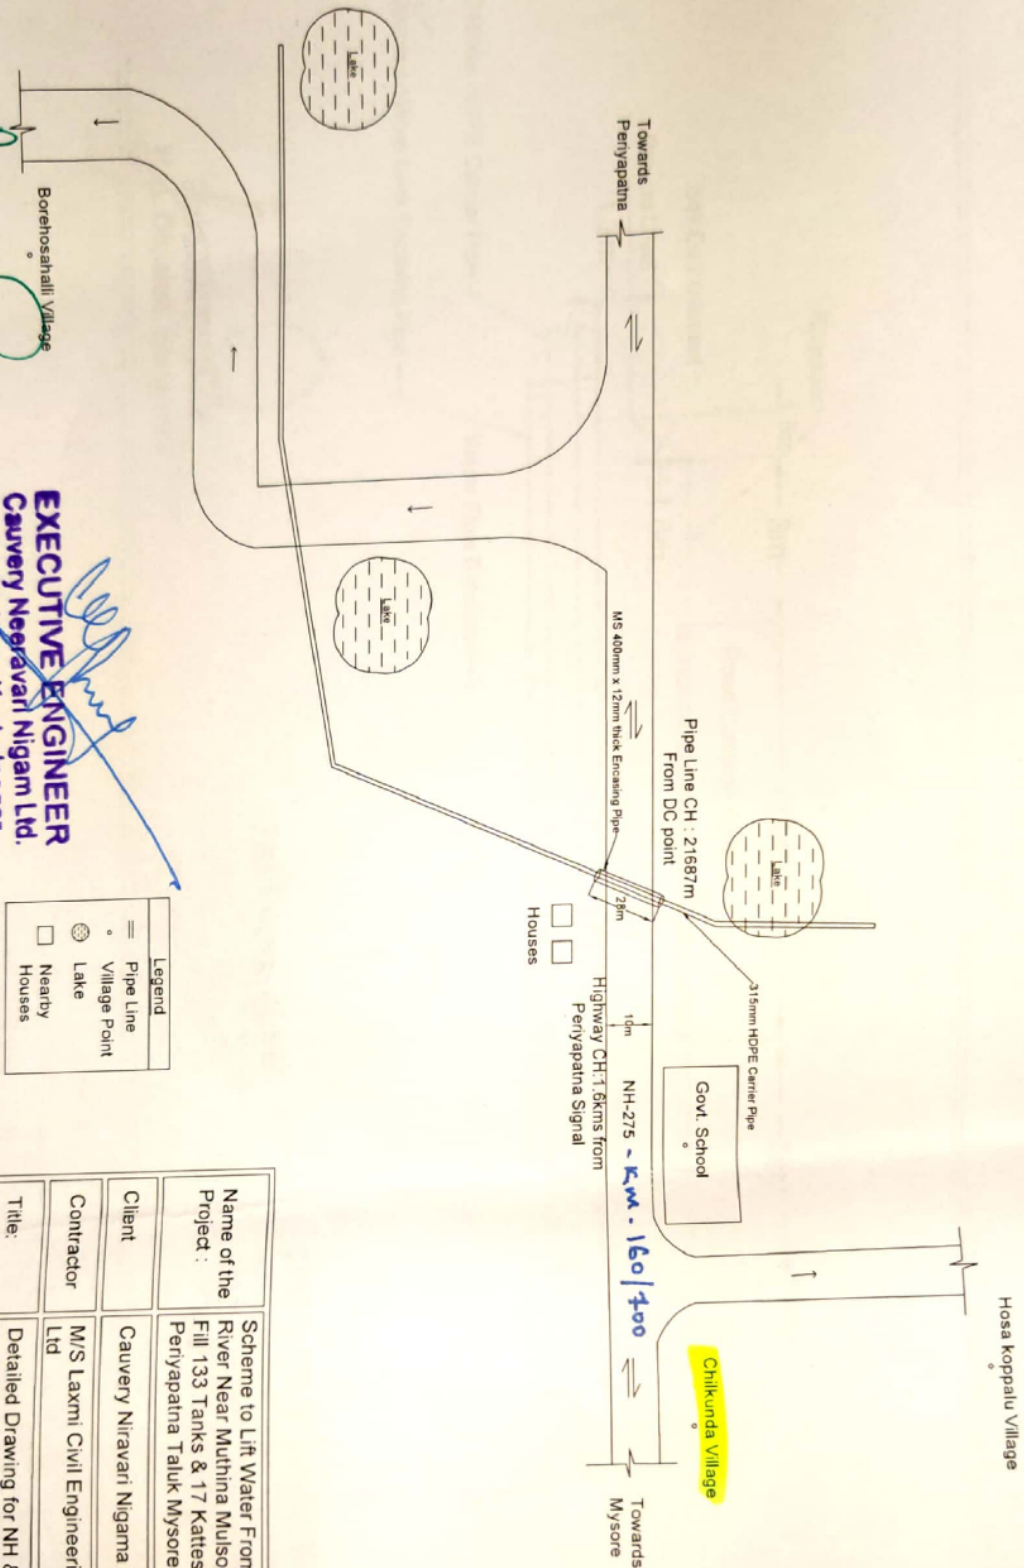 Hosa koppalu Village
Chilkunda Village
Govt. School
315mm HDPE Carrier Pipe
Lake
Pipe Line CH : 21687m
From DC point
Towards
Periyapatna
MS 400mm x 12mm thick Encasing Pipe
28m
10m
NH-275 - Km - 160/700
Towards
Mysore
Highway CH:1.6kms from
Periyapatna Signal
Houses
Lake
Lake
Borehosahalli Village
EXECUTIVE ENGINEER
Cauvery Neeravari Nigam Ltd.
Legend
Pipe Line
Village Point
Lake
Nearby
Houses
Name of the
Project :
Scheme to Lift Water From
River Near Muthina Mulso
Fill 133 Tanks & 17 Kattes
Periyapatna Taluk Mysore
Client
Cauvery Niravari Nigama
Contractor
M/S Laxmi Civil Engineeri
Ltd
Title:
Detailed Drawing for NH